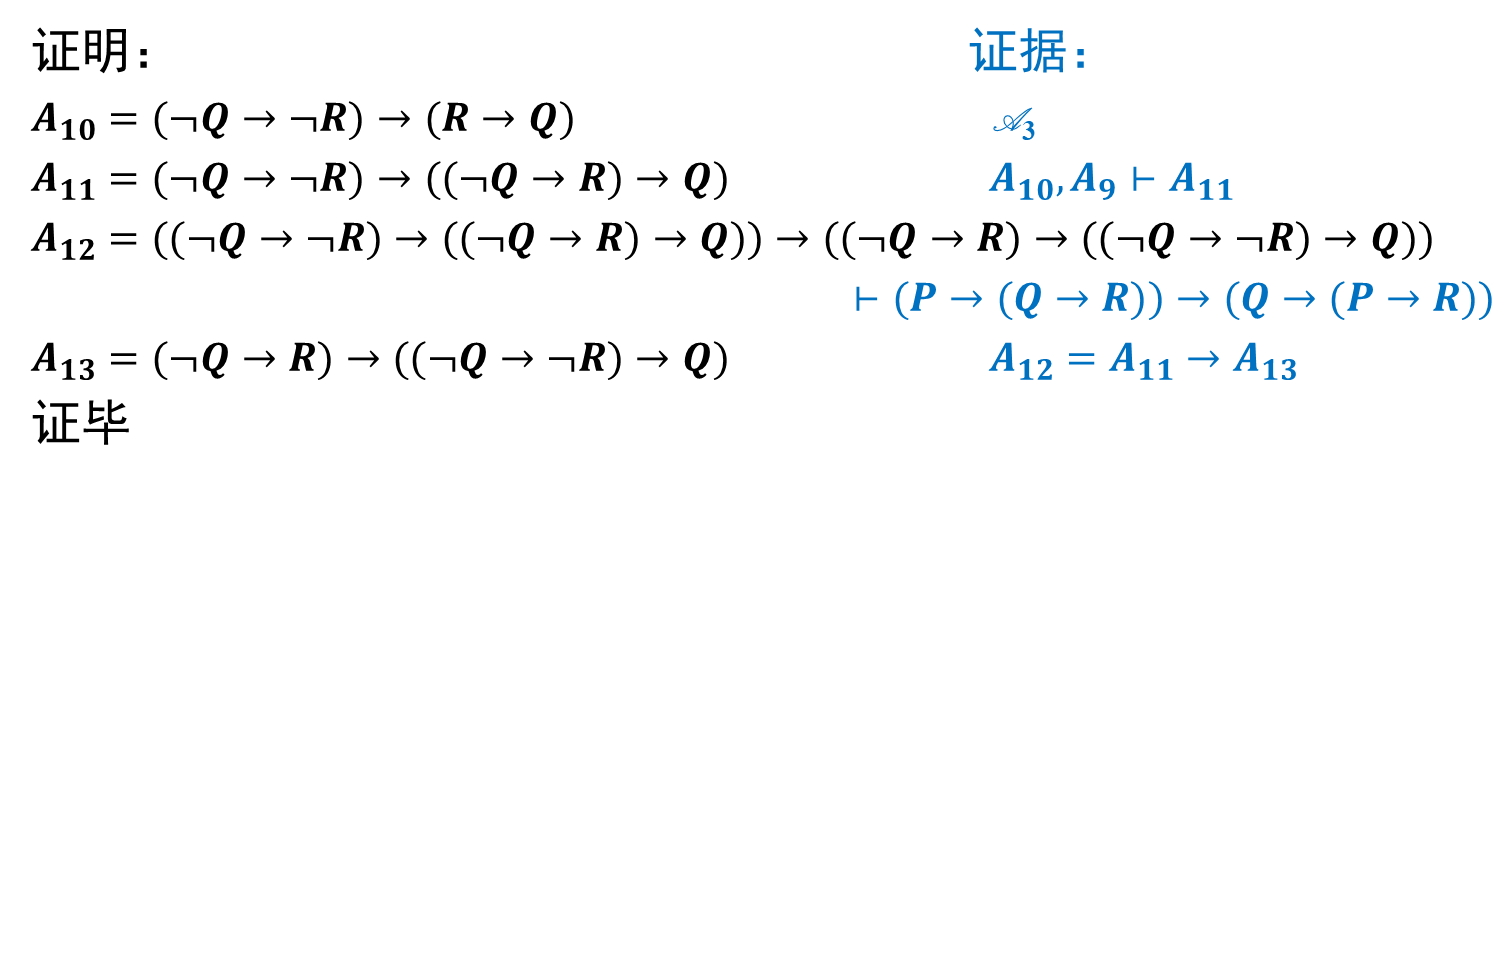 证明： 证据：
A₁₀ = (¬Q → ¬R) → (R → Q) 𝒜₃
A₁₁ = (¬Q → ¬R) → ((¬Q → R) → Q) A₁₀, A₉ ⊢ A₁₁
A₁₂ = ((¬Q → ¬R) → ((¬Q → R) → Q)) → ((¬Q → R) → ((¬Q → ¬R) → Q))
⊢ (P → (Q → R)) → (Q → (P → R))
A₁₃ = (¬Q → R) → ((¬Q → ¬R) → Q) A₁₂ = A₁₁ → A₁₃
证毕